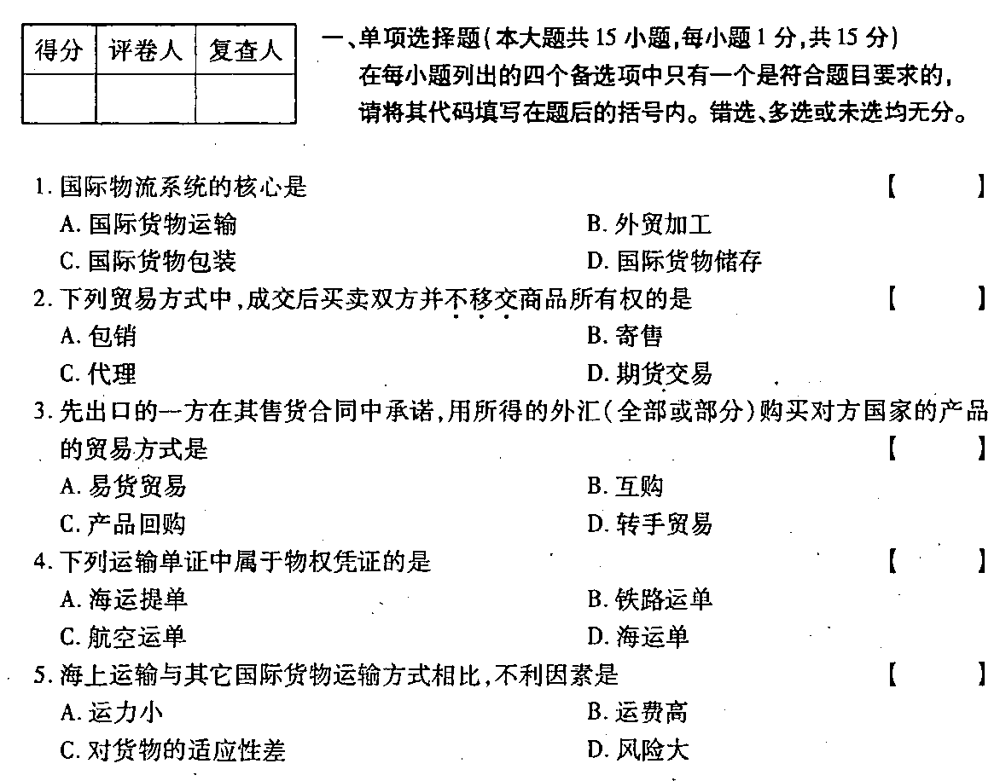 得分 评卷人 复查人
一、单项选择题(本大题共15小题,每小题1分,共15分)
在每小题列出的四个备选项中只有一个是符合题目要求的,
请将其代码填写在题后的括号内。错选、多选或未选均无分。
1. 国际物流系统的核心是 【 】
A. 国际货物运输 B. 外贸加工
C. 国际货物包装 D. 国际货物储存
2. 下列贸易方式中,成交后买卖双方并不移交商品所有权的是 【 】
A. 包销 B. 寄售
C. 代理 D. 期货交易
3. 先出口的一方在其售货合同中承诺,用所得的外汇(全部或部分)购买对方国家的产品
的贸易方式是 【 】
A. 易货贸易 B. 互购
C. 产品回购 D. 转手贸易
4. 下列运输单证中属于物权凭证的是 【 】
A. 海运提单 B. 铁路运单
C. 航空运单 D. 海运单
5. 海上运输与其它国际货物运输方式相比,不利因素是 【 】
A. 运力小 B. 运费高
C. 对货物的适应性差 D. 风险大